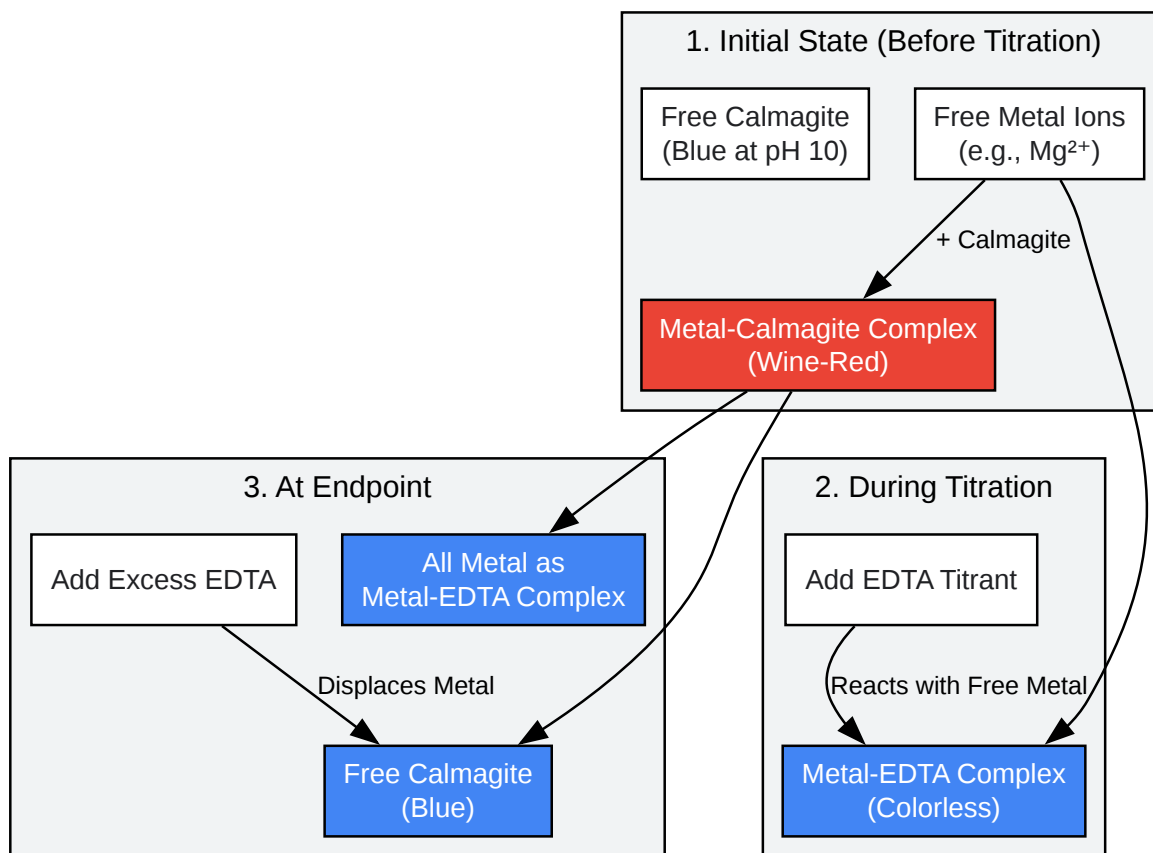 1. Initial State (Before Titration)
Free Calmagite
(Blue at pH 10)
Free Metal Ions
(e.g., Mg²⁺)
+ Calmagite
Metal-Calmagite Complex
(Wine-Red)
3. At Endpoint
Add Excess EDTA
All Metal as
Metal-EDTA Complex
Displaces Metal
Free Calmagite
(Blue)
2. During Titration
Add EDTA Titrant
Reacts with Free Metal
Metal-EDTA Complex
(Colorless)